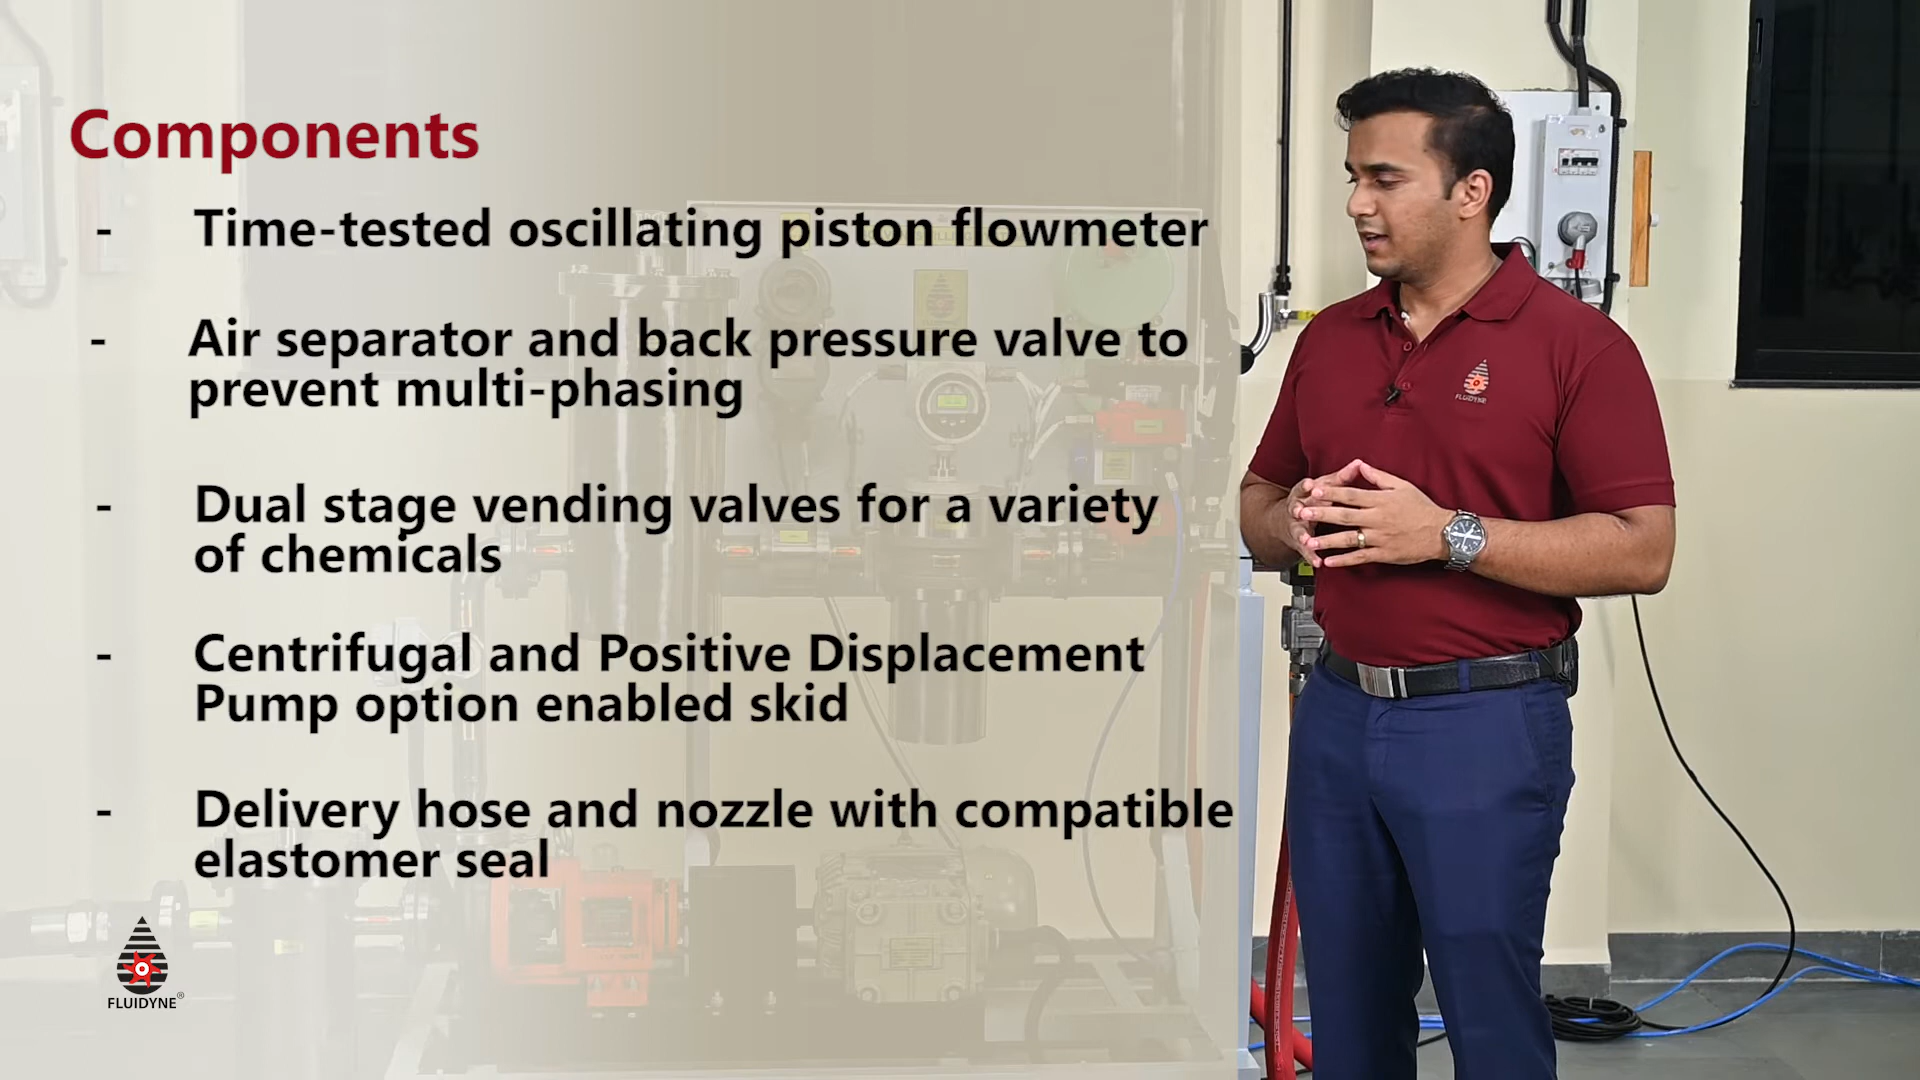 Components
- Time-tested oscillating piston flowmeter
- Air separator and back pressure valve to
prevent multi-phasing
- Dual stage vending valves for a variety
of chemicals
- Centrifugal and Positive Displacement
Pump option enabled skid
- Delivery hose and nozzle with compatible
elastomer seal
FLUIDYNE®
FLUIDYNE